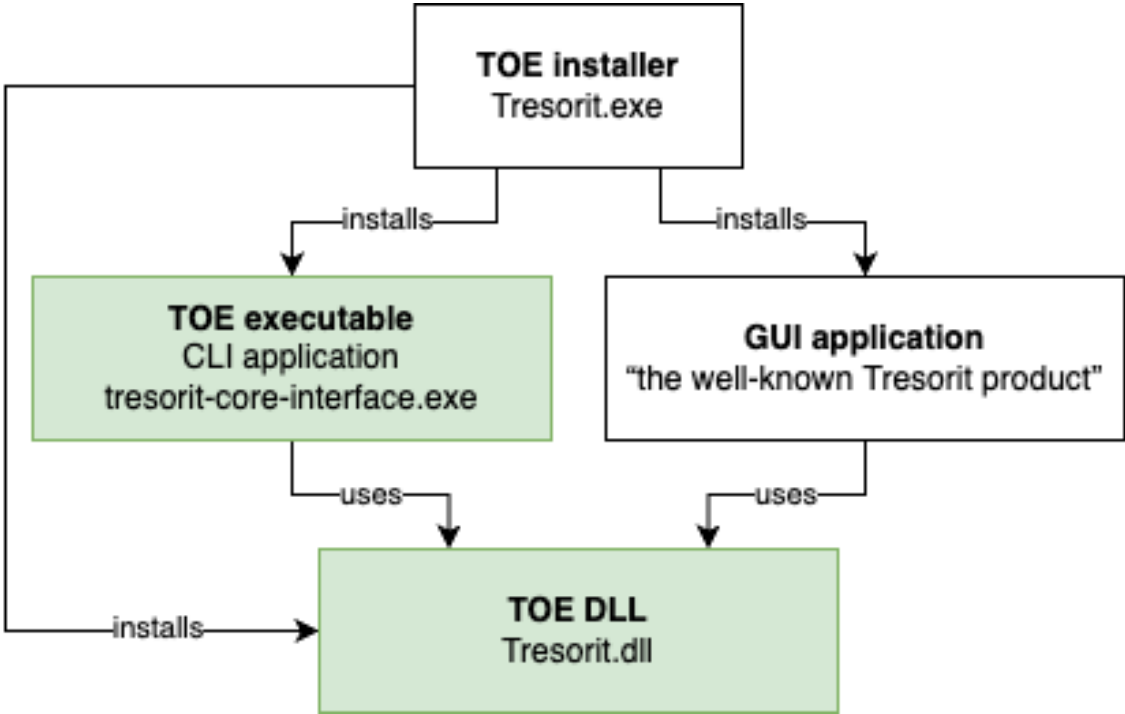 TOE installer
Tresorit.exe
installs
installs
TOE executable
CLI application
tresorit-core-interface.exe
GUI application
“the well-known Tresorit product”
uses
uses
TOE DLL
Tresorit.dll
installs